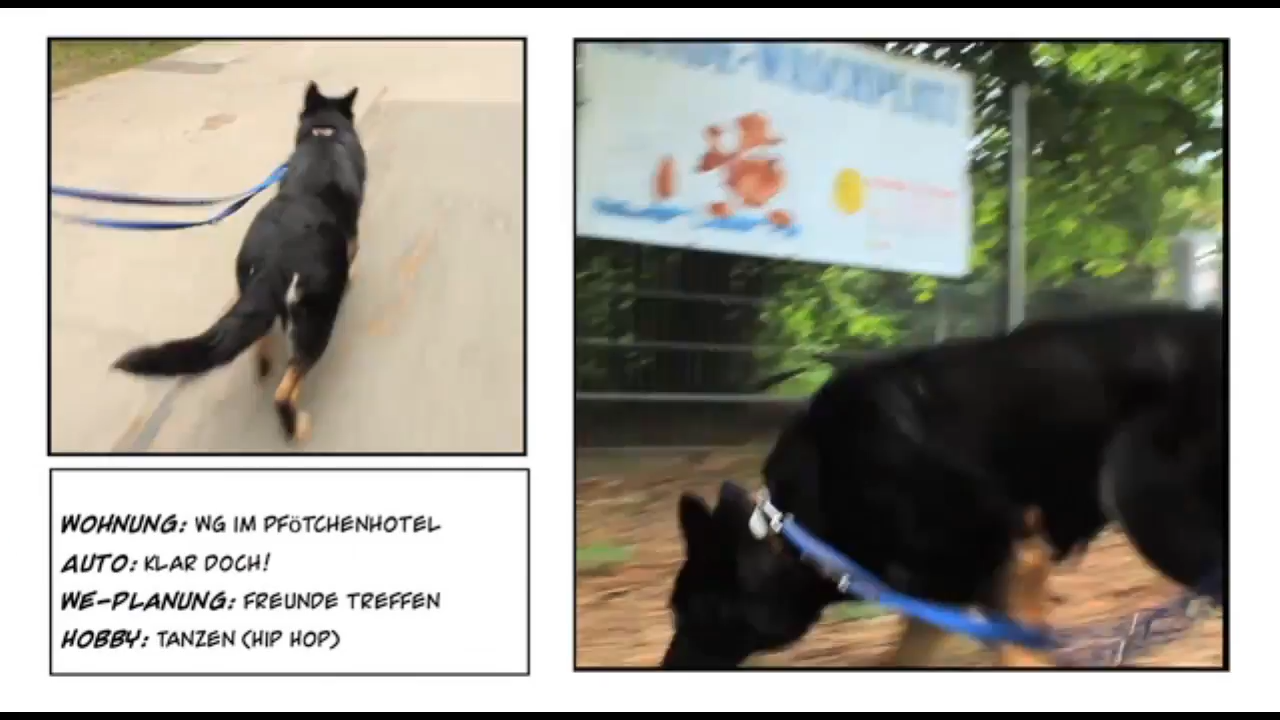 WOHNUNG: WG IM PFÖTCHENHOTEL
AUTO: KLAR DOCH!
WE-PLANUNG: FREUNDE TREFFEN
HOBBY: TANZEN (HIP HOP)